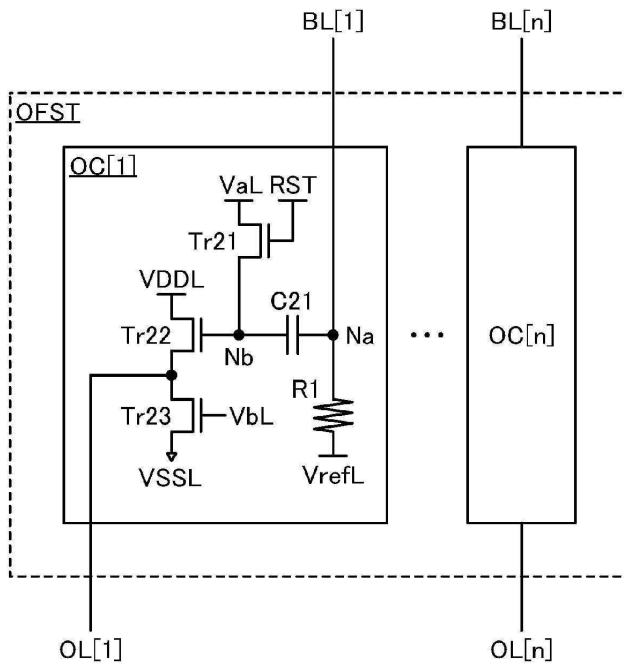 BL[1] BL[n]
OFST
OC[1]
VaL RST
Tr21
VDDL
C21
Tr22
Nb
Na
...
OC[n]
R1
Tr23
VbL
VSSL
VrefL
OL[1] OL[n]